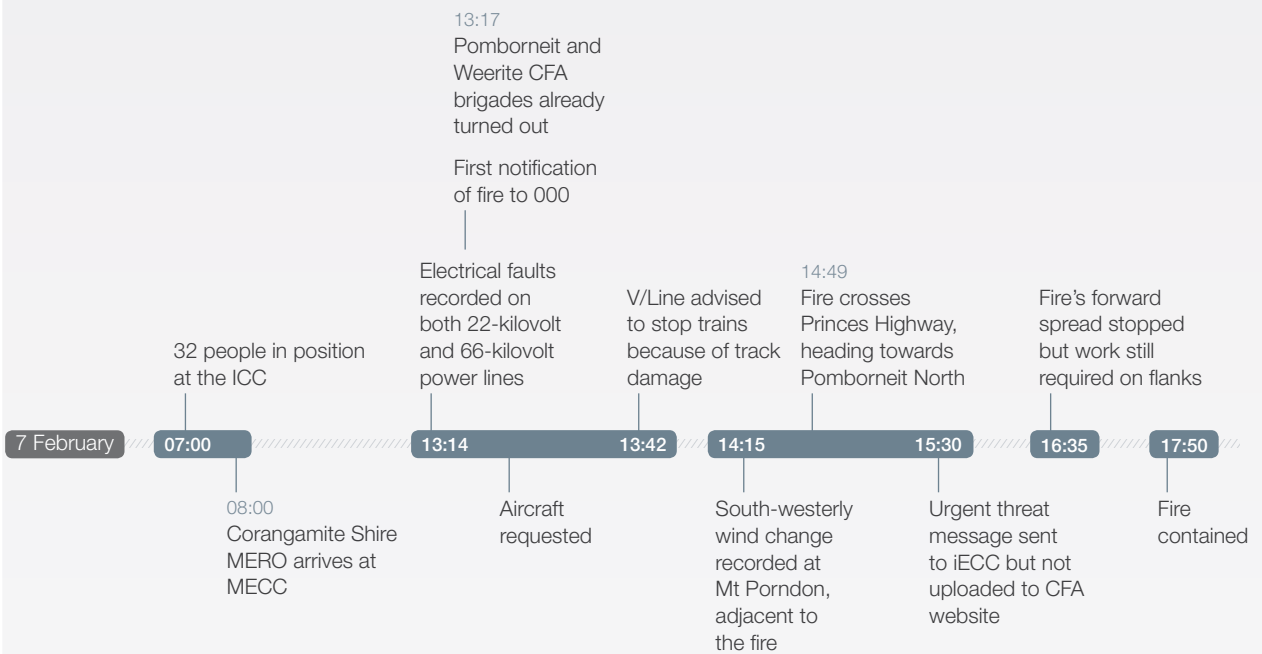 13:17
Pomborneit and
Weerite CFA
brigades already
turned out
First notification
of fire to 000
Electrical faults
recorded on
both 22-kilovolt
and 66-kilovolt
power lines
V/Line advised
to stop trains
because of track
damage
14:49
Fire crosses
Princes Highway,
heading towards
Pomborneit North
Fire’s forward
spread stopped
but work still
required on flanks
32 people in position
at the ICC
7 February
07:00
13:14
13:42
14:15
15:30
16:35
17:50
08:00
Corangamite Shire
MERO arrives at
MECC
Aircraft
requested
South-westerly
wind change
recorded at
Mt Porndon,
adjacent to
the fire
Urgent threat
message sent
to iECC but not
uploaded to CFA
website
Fire
contained